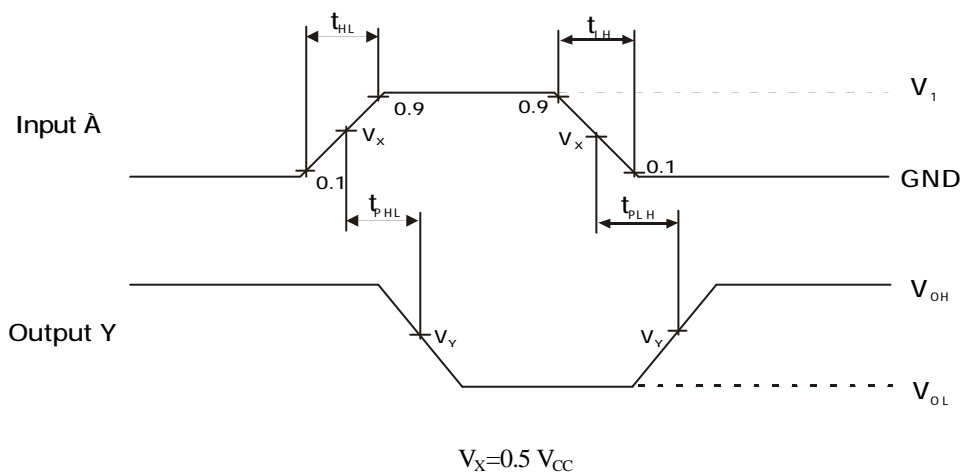 tHL
tLH
V1
0.9
0.9
Input À
VX
VX
0.1
0.1
GND
tPHL
tPLH
VOH
Output Y
VY
VY
VOL
VX=0.5 VCC